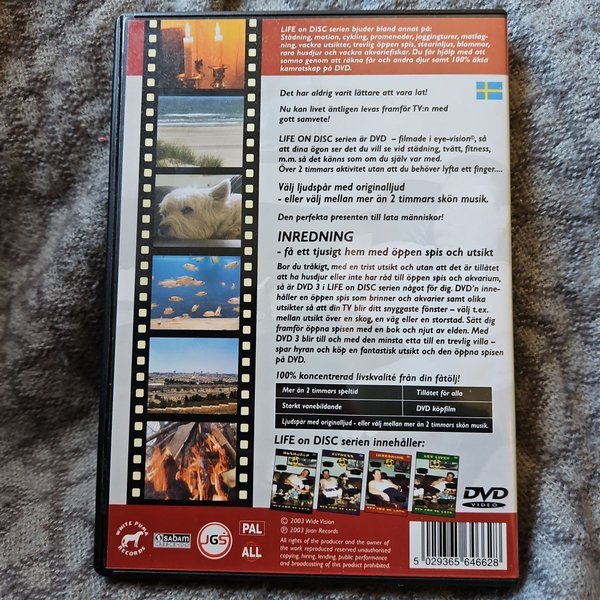 LIFE on DISC serien bjuder bland annat på:
Städning, motion, cykling, promenader, joggingturer, matlag-
ning, vackra utsikter, trevlig öppen spis, stearinljus, blommor,
rara husdjur och vackra akvariefiskar. Du får hjälp med att
somna genom att räkna får och andra djur samt 100% äkta
kamratskap på DVD.
Det har aldrig varit lättare att vara lat!
Nu kan livet äntligen levas framför TV:n med
gott samvete!
LIFE ON DISC serien är DVD – filmade i eye-vision©, så
att dina ögon ser det du vill se vid städning, tvätt, fitness,
m.m. så det känns som om du själv var med.
Över 2 timmars aktivitet utan att du behöver lyfta ett finger....
Välj ljudspår med originalljud
- eller välj mellan mer än 2 timmars skön musik.
Den perfekta presenten till lata människor!
INREDNING
- få ett tjusigt hem med öppen spis och utsikt
Bor du tråkigt, med en trist utsikt och utan att det är tillåtet
att ha husdjur eller inte har råd till öppen spis och akvarium,
så är DVD 3 i LIFE on DISC serien något för dig. DVD'n inne-
håller en öppen spis som brinner och akvarier samt olika
utsikter så att din TV blir ditt snyggaste fönster – välj t.ex.
mellan utsikt över en skog, en väg eller en storstad. Sätt dig
framför öppna spisen med en bok och njut av elden. Med
DVD 3 blir till och med den minsta etta till en trevlig villa –
spar hyran och köp en fantastisk utsikt och den öppna spisen
på DVD.
100% koncentrerad livskvalité från din fåtölj!
Mer än 2 timmars speltid Tillåtet för alla
Starkt vanebildande DVD köpfilm
Ljudspår med originalljud - eller välj mellan mer än 2 timmars skön musik.
LIFE on DISC serien innehåller:
HUSHJÄLP FITNESS INREDNING LEV LIVET
DVD VIDEO
WHITE PUMA RECORDS
JGS
PAL
ALL
© 2003 Wide Vision
℗ 2003 Joan Records
All rights of the producer and the owner of
the work reproduced reserved unauthorised
copying, hiring, lending, public performance
and broadcasting of this product prohibited.
5 029365 646628